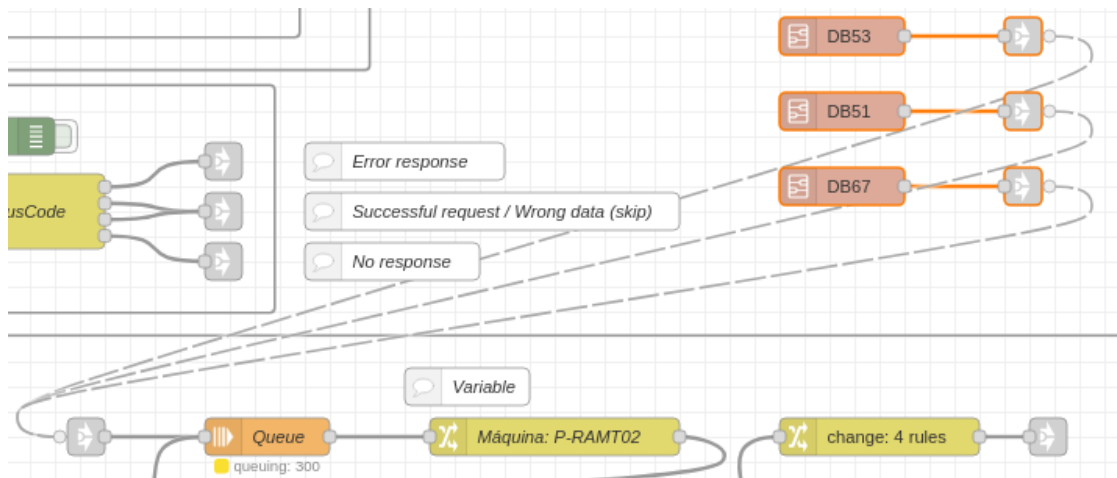 DB53
DB51
Error response
DB67
usCode
Successful request / Wrong data (skip)
No response
Variable
Queue
Máquina: P-RAMT02
change: 4 rules
queuing: 300